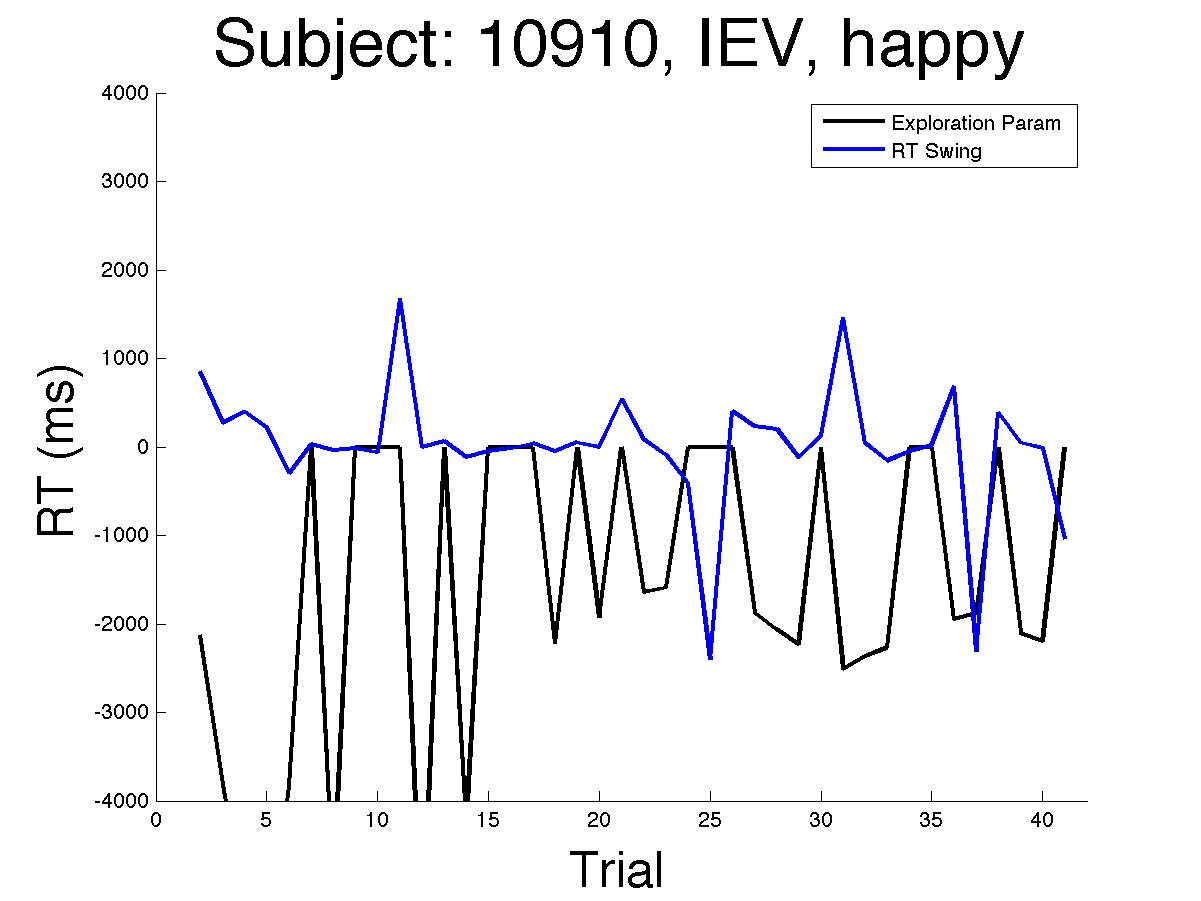 Subject: 10910, IEV, happy
Exploration Param
RT Swing
4000
3000
2000
1000
0
-1000
-2000
-3000
-4000
RT (ms)
0 5 10 15 20 25 30 35 40
Trial